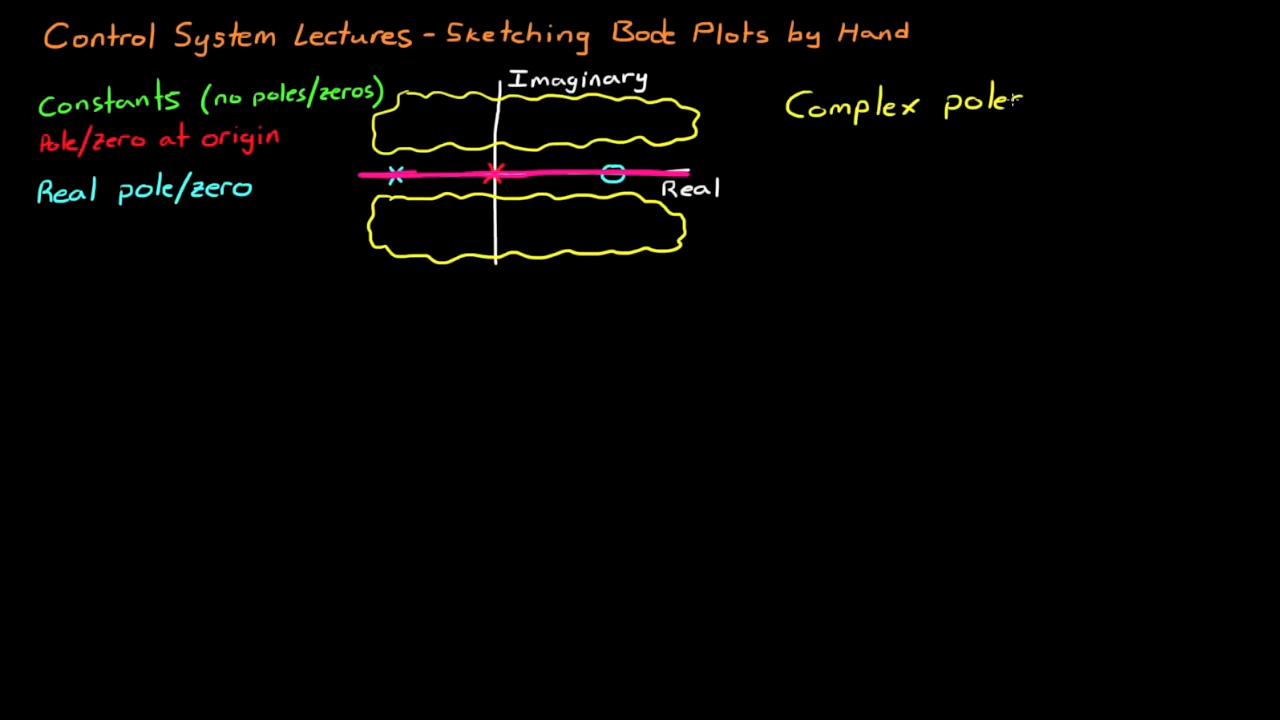 Control System Lectures - Sketching Bode Plots by Hand
Constants (no poles/zeros)
Pole/zero at origin
Real pole/zero
Imaginary
Real
Complex